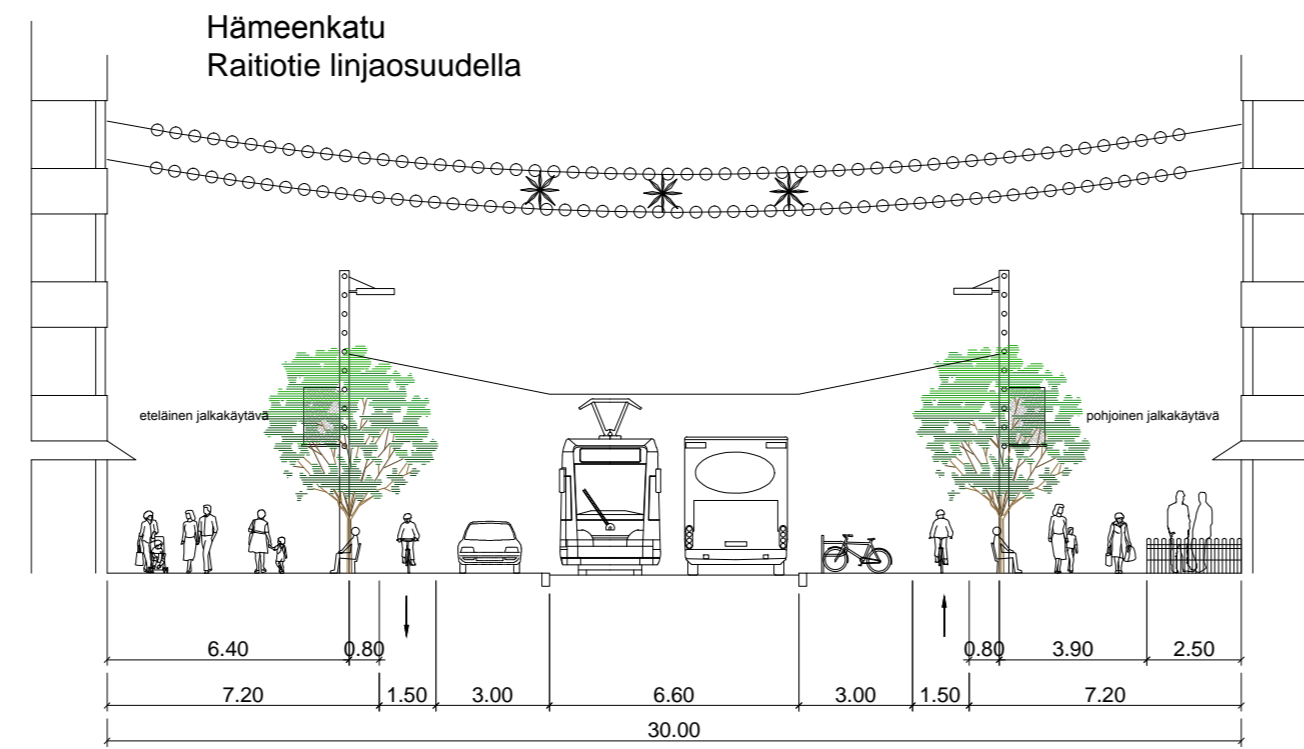 Hämeenkatu
Raitiotie linjaosuudella
eteläinen jalkakäytävä
pohjoinen jalkakäytävä
6.40 0.80 0.80 3.90 2.50
7.20 1.50 3.00 6.60 3.00 1.50 7.20
30.00